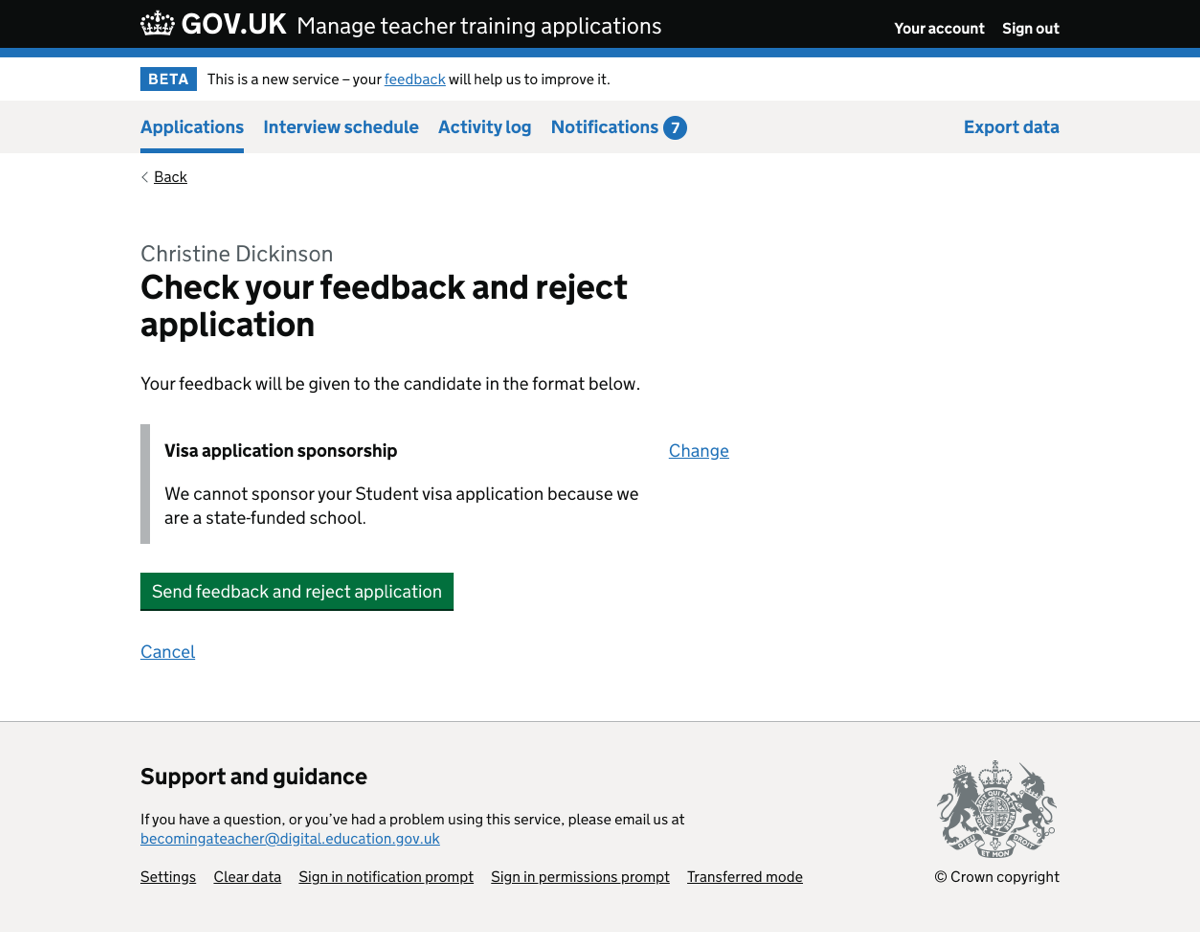 GOV.UK Manage teacher training applications
Your account Sign out
BETA This is a new service – your feedback will help us to improve it.
Applications Interview schedule Activity log Notifications 7 Export data
Back
Christine Dickinson
Check your feedback and reject
application
Your feedback will be given to the candidate in the format below.
Visa application sponsorship Change
We cannot sponsor your Student visa application because we
are a state-funded school.
Send feedback and reject application
Cancel
Support and guidance
If you have a question, or you’ve had a problem using this service, please email us at
becomingateacher@digital.education.gov.uk
DIEU ET MON DROIT
Settings Clear data Sign in notification prompt Sign in permissions prompt Transferred mode © Crown copyright